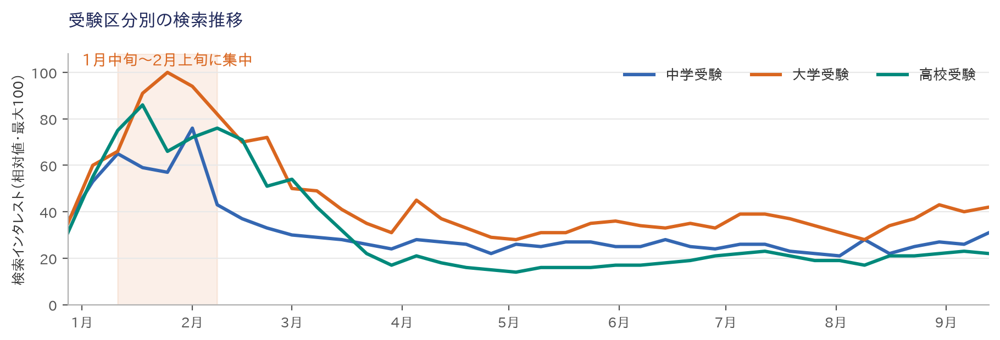 受験区分別の検索推移
1月中旬～2月上旬に集中
中学受験 大学受験 高校受験
検索インタレスト(相対値・最大100)
100
80
60
40
20
0
1月 2月 3月 4月 5月 6月 7月 8月 9月